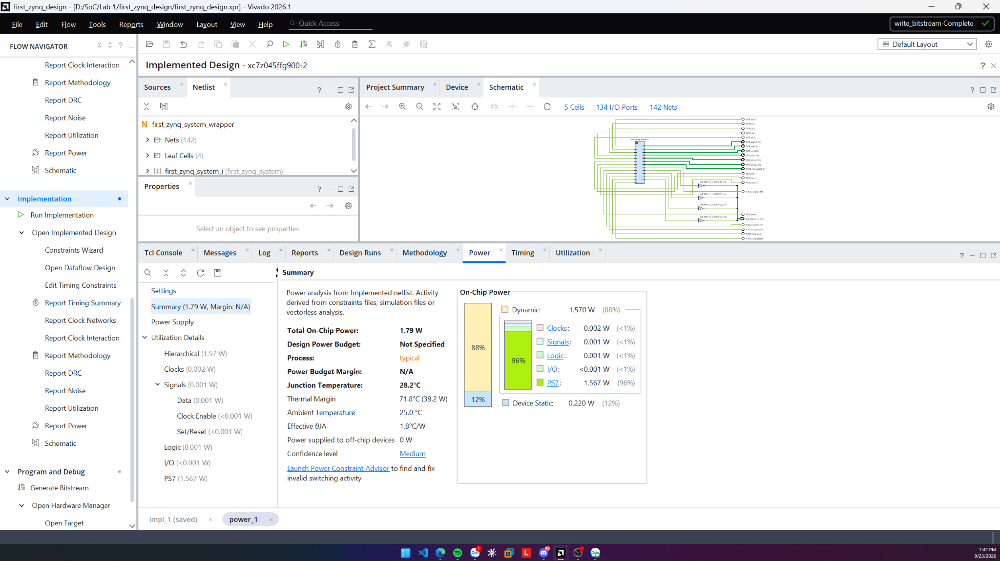 first_zynq_design - [D:/SoC/Lab 1/first_zynq_design/first_zynq_design.xpr] - Vivado 2026.1
File Edit Flow Tools Reports Window Layout View Help Quick Access
write_bitstream Complete
FLOW NAVIGATOR
Default Layout
Report Clock Interaction
Report Methodology
Report DRC
Report Noise
Report Utilization
Report Power
Schematic
Implementation
Run Implementation
Open Implemented Design
Constraints Wizard
Open Dataflow Design
Edit Timing Constraints
Report Timing Summary
Report Clock Networks
Report Clock Interaction
Report Methodology
Report DRC
Report Noise
Report Utilization
Report Power
Schematic
Program and Debug
Generate Bitstream
Open Hardware Manager
Open Target
Implemented Design - xc7z045ffg900-2
Sources Netlist
first_zynq_system_wrapper
Nets (142)
Leaf Cells (4)
first_zynq_system_i (first_zynq_system)
Properties
Select an object to see properties
Project Summary Device Schematic
5 Cells 134 I/O Ports 142 Nets
Tcl Console Messages Log Reports Design Runs Methodology Power Timing Utilization
Settings
Summary (1.79 W, Margin: N/A)
Power Supply
Utilization Details
Hierarchical (1.57 W)
Clocks (0.002 W)
Signals (0.001 W)
Data (0.001 W)
Clock Enable (<0.001 W)
Set/Reset (<0.001 W)
Logic (0.001 W)
I/O (<0.001 W)
PS7 (1.567 W)
Summary
Power analysis from Implemented netlist. Activity
derived from constraints files, simulation files or
vectorless analysis.
Total On-Chip Power: 1.79 W
Design Power Budget: Not Specified
Process: typical
Power Budget Margin: N/A
Junction Temperature: 28.2°C
Thermal Margin 71.8°C (39.2 W)
Ambient Temperature 25.0 °C
Effective ϑJA 1.8°C/W
Power supplied to off-chip devices 0 W
Confidence level Medium
Launch Power Constraint Advisor to find and fix
invalid switching activity
On-Chip Power
Dynamic: 1.570 W (88%)
Clocks: 0.002 W (<1%)
Signals: 0.001 W (<1%)
88%
Logic: 0.001 W (<1%)
96%
I/O: <0.001 W (<1%)
PS7: 1.567 W (96%)
12%
Device Static: 0.220 W (12%)
impl_1 (saved) power_1
7:42 PM
9/25/2026